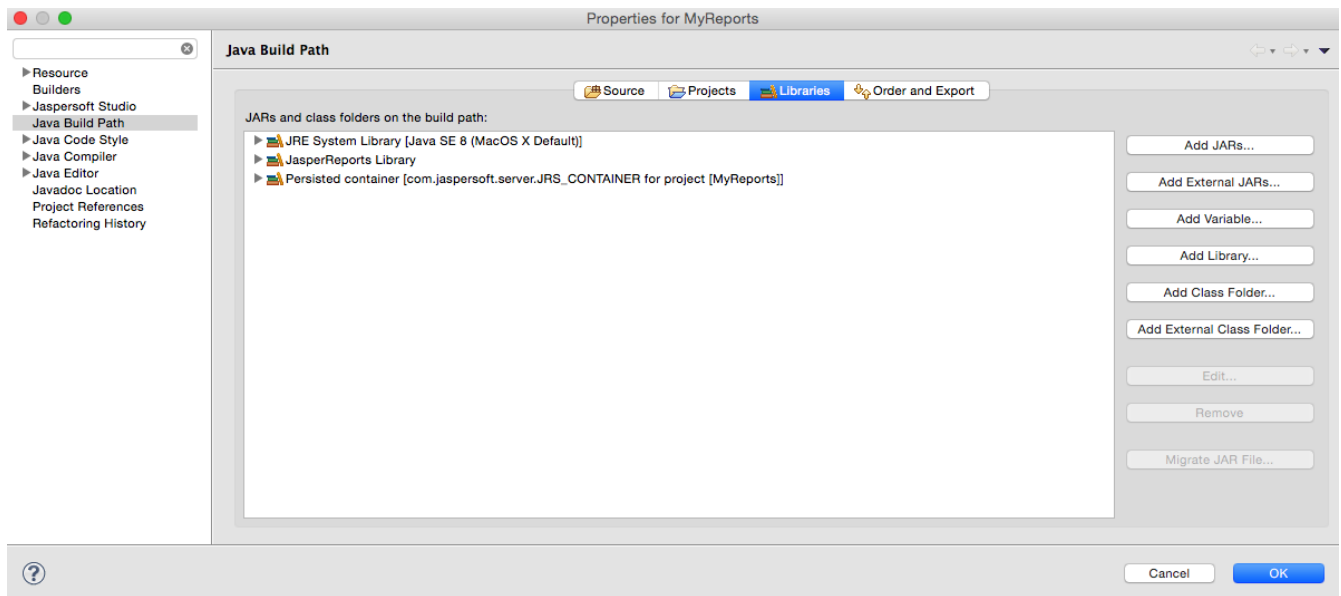 Properties for MyReports
Resource
Builders
Jaspersoft Studio
Java Build Path
Java Code Style
Java Compiler
Java Editor
Javadoc Location
Project References
Refactoring History
Java Build Path
Source Projects Libraries Order and Export
JARs and class folders on the build path:
JRE System Library [Java SE 8 (MacOS X Default)]
JasperReports Library
Persisted container [com.jaspersoft.server.JRS_CONTAINER for project [MyReports]]
Add JARs...
Add External JARs...
Add Variable...
Add Library...
Add Class Folder...
Add External Class Folder...
Edit...
Remove
Migrate JAR File...
?
Cancel OK